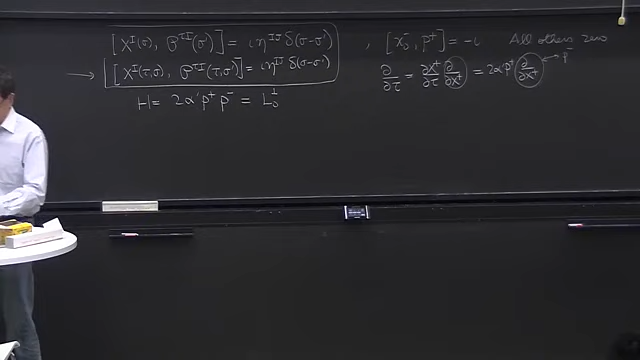 [X^I(σ), 𝒫^{τJ}(σ')] = iη^{IJ} δ(σ-σ') , [x_0^-, p^+] = -i All others zero
→ [X^I(τ,σ), 𝒫^{τJ}(τ,σ')] = iη^{IJ} δ(σ-σ')
∂/∂τ = ∂X^+/∂τ ∂/∂X^+ = 2α'p^+ ∂/∂X^+ ↔ p^-
H = 2α'p^+p^- = L_0^⊥